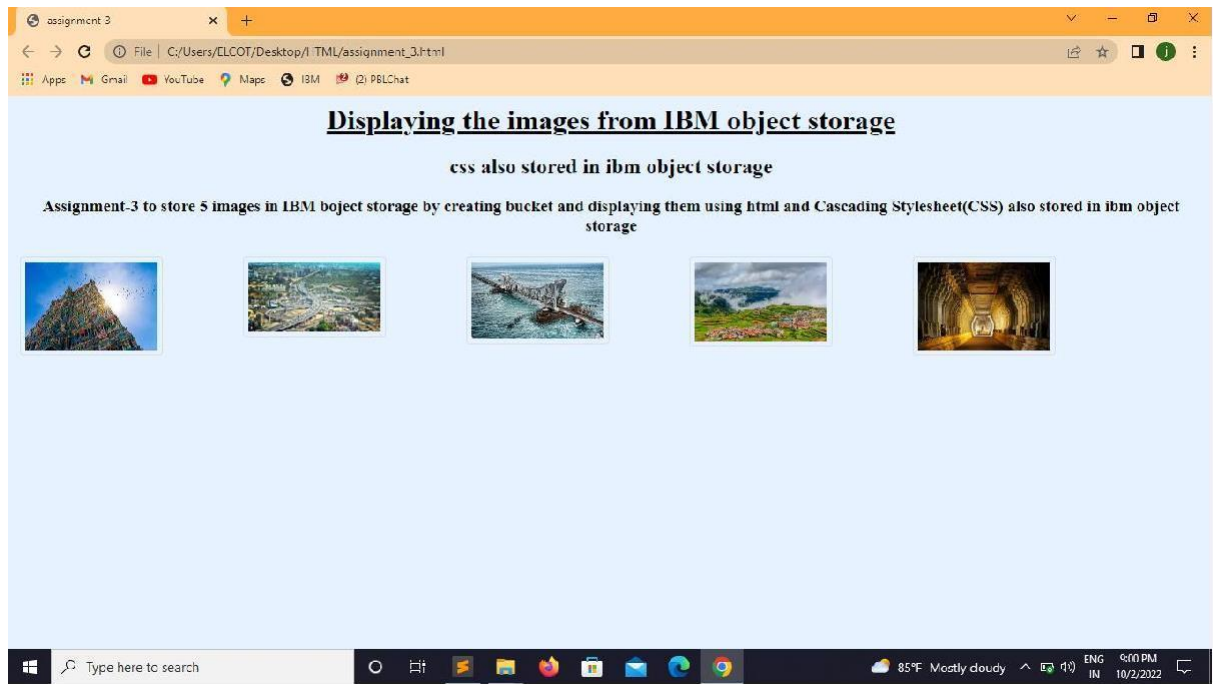 assignment 3
File | C:/Users/ELCOT/Desktop/HTML/assignment_3.html
Apps Gmail YouTube Maps IBM (2) PBLChat
Displaying the images from IBM object storage
css also stored in ibm object storage
Assignment-3 to store 5 images in IBM boject storage by creating bucket and displaying them using html and Cascading Stylesheet(CSS) also stored in ibm object
storage
Type here to search
85°F Mostly cloudy
ENG
IN
9:00 PM
10/2/2022